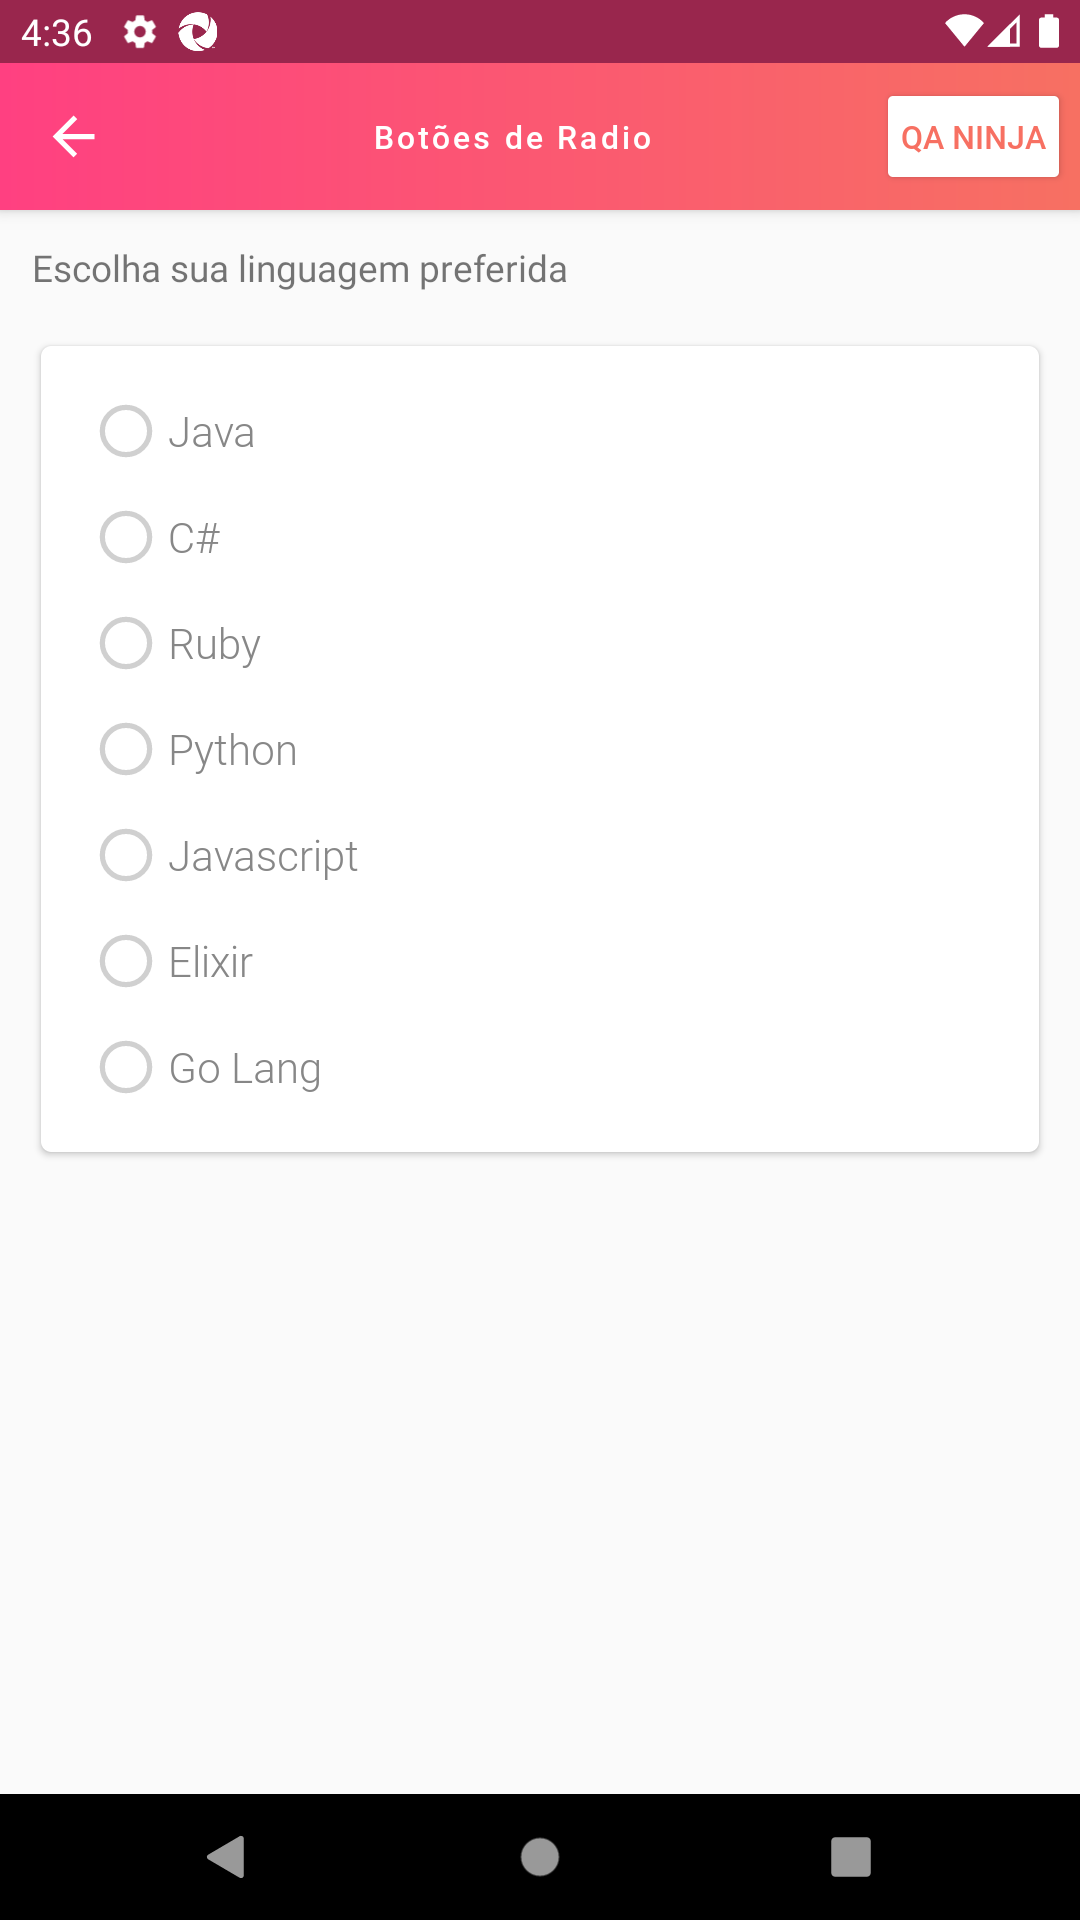 4:36
Botões de Radio
QA NINJA
Escolha sua linguagem preferida
Java
C#
Ruby
Python
Javascript
Elixir
Go Lang